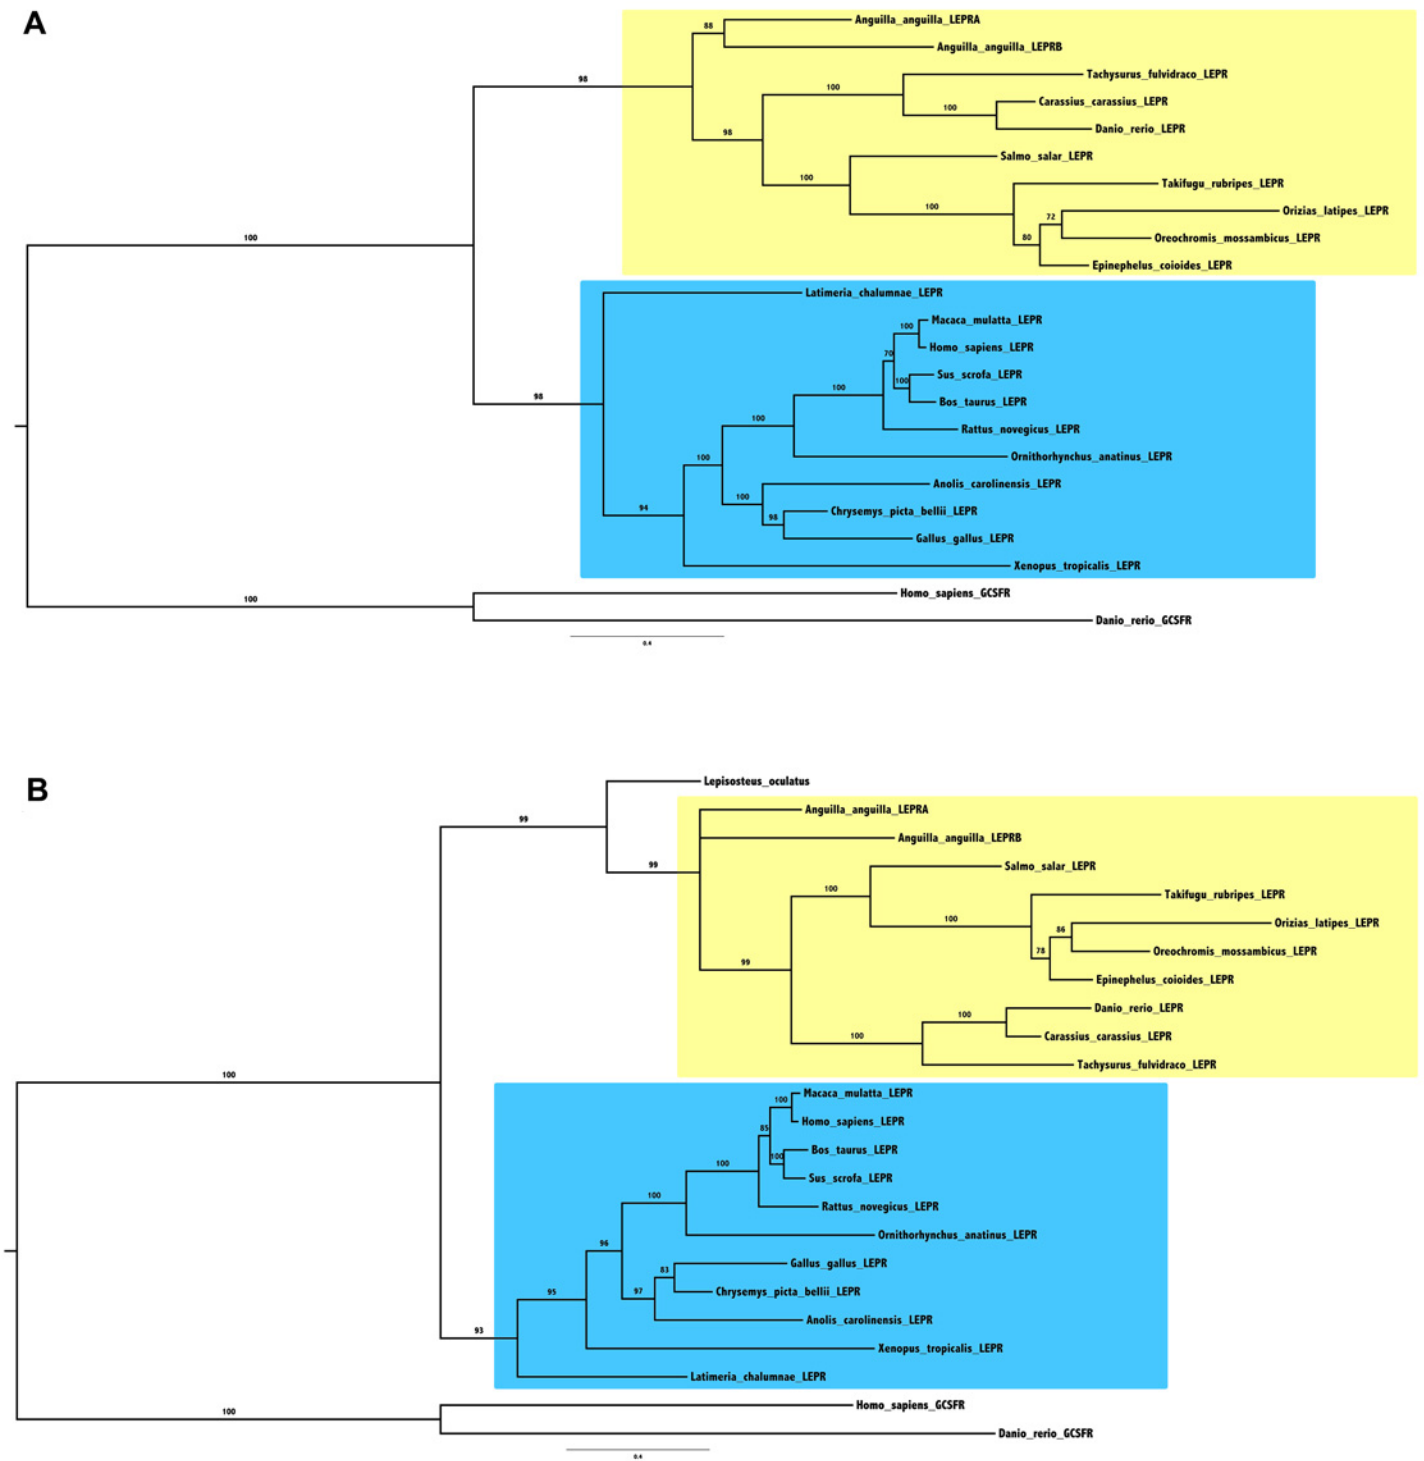 A
Anguilla_anguilla_LEPRA
88
Anguilla_anguilla_LEPRB
98
Tachysurus_fulvidraco_LEPR
100
Carassius_carassius_LEPR
100
Danio_rerio_LEPR
98
Salmo_salar_LEPR
100
Takifugu_rubripes_LEPR
100
Orizias_latipes_LEPR
72
Oreochromis_mossambicus_LEPR
80
Epinephelus_coioides_LEPR
100
Latimeria_chalumnae_LEPR
Macaca_mulatta_LEPR
100
Homo_sapiens_LEPR
70
Sus_scrofa_LEPR
100
Bos_taurus_LEPR
100
98
Rattus_novegicus_LEPR
100
Ornithorhynchus_anatinus_LEPR
100
Anolis_carolinensis_LEPR
100
Chrysemys_picta_bellii_LEPR
98
94
Gallus_gallus_LEPR
Xenopus_tropicalis_LEPR
100
Homo_sapiens_GCSFR
Danio_rerio_GCSFR
0.4
B
Lepisosteus_oculatus
99
Anguilla_anguilla_LEPRA
Anguilla_anguilla_LEPRB
99
Salmo_salar_LEPR
100
Takifugu_rubripes_LEPR
100
Orizias_latipes_LEPR
86
Oreochromis_mossambicus_LEPR
78
Epinephelus_coioides_LEPR
99
Danio_rerio_LEPR
100
Carassius_carassius_LEPR
100
Tachysurus_fulvidraco_LEPR
100
Macaca_mulatta_LEPR
100
Homo_sapiens_LEPR
85
Bos_taurus_LEPR
100
Sus_scrofa_LEPR
100
Rattus_novegicus_LEPR
100
Ornithorhynchus_anatinus_LEPR
96
Gallus_gallus_LEPR
83
Chrysemys_picta_bellii_LEPR
97
95
Anolis_carolinensis_LEPR
93
Xenopus_tropicalis_LEPR
Latimeria_chalumnae_LEPR
100
Homo_sapiens_GCSFR
Danio_rerio_GCSFR
0.4